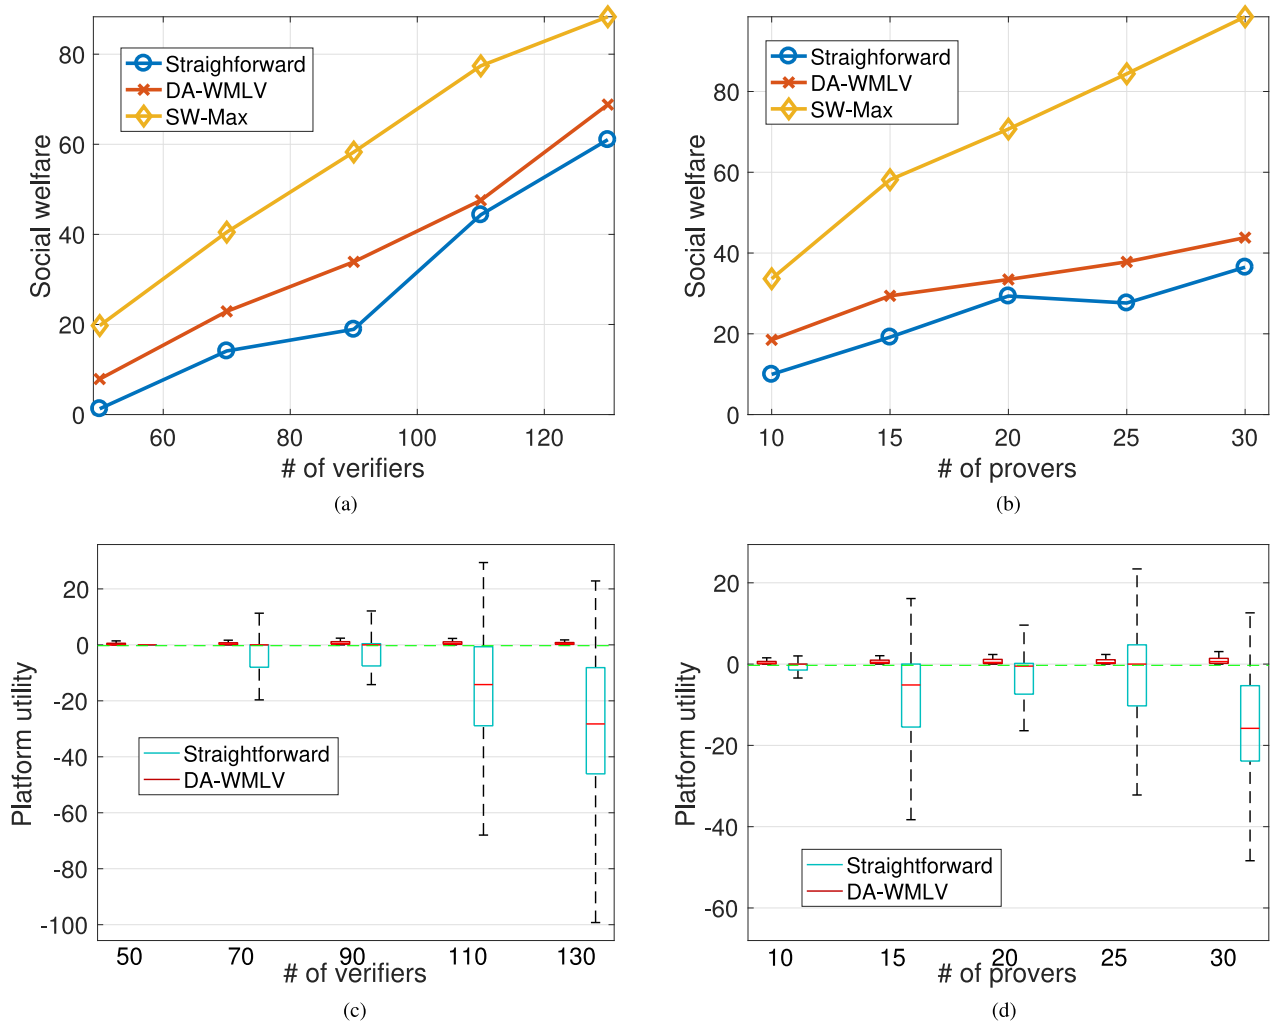 80
60
40
20
0
Social welfare
Straighforward
DA-WMLV
SW-Max
60 80 100 120
# of verifiers
(a)
80
60
40
20
0
Social welfare
Straighforward
DA-WMLV
SW-Max
10 15 20 25 30
# of provers
(b)
20
0
-20
-40
-60
-80
-100
Platform utility
Straightforward
DA-WMLV
50 70 90 110 130
# of verifiers
(c)
20
0
-20
-40
-60
Platform utility
Straightforward
DA-WMLV
10 15 20 25 30
# of provers
(d)